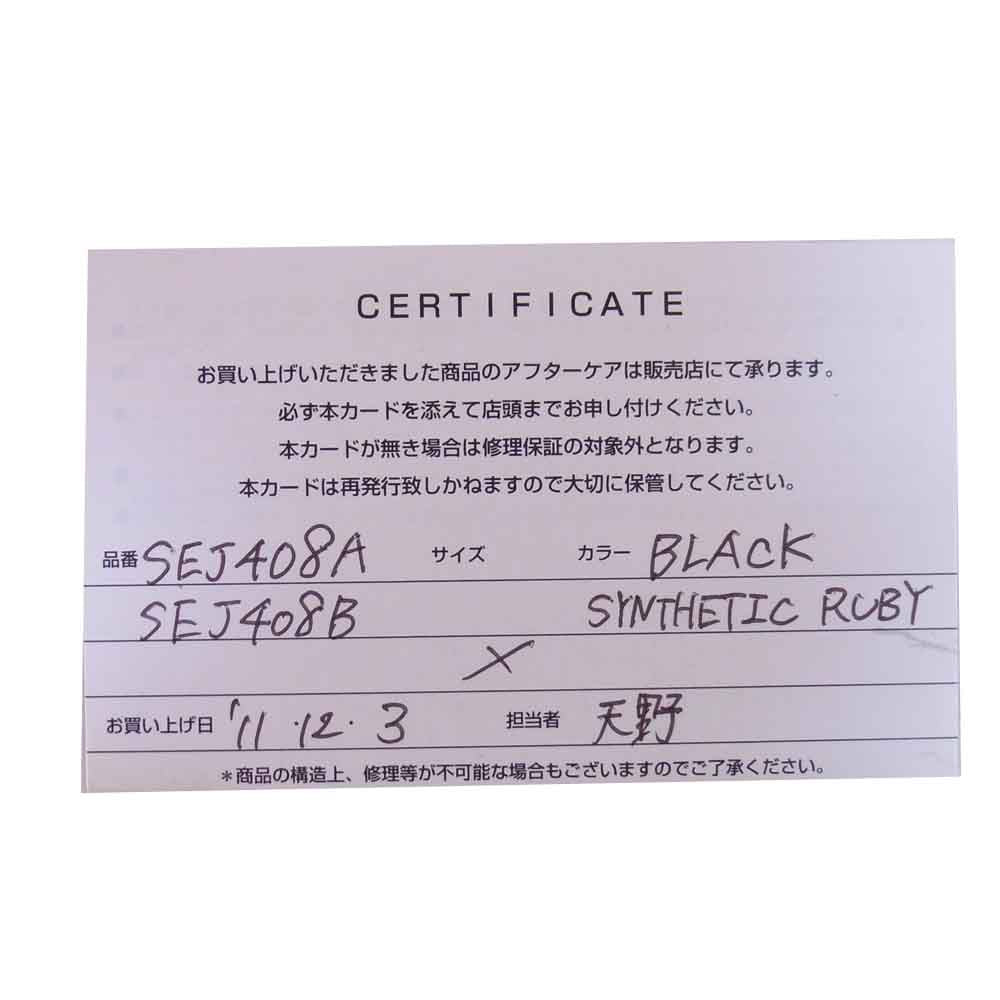 CERTIFICATE
お買い上げいただきました商品のアフターケアは販売店にて承ります。
必ず本カードを添えて店頭までお申し付けください。
本カードが無き場合は修理保証の対象外となります。
本カードは再発行致しかねますので大切に保管してください。
品番 SEJ408A サイズ カラー BLACK
SEJ408B SYNTHETIC RUBY
×
お買い上げ日 '11・12・3 担当者 天野
*商品の構造上、修理等が不可能な場合もございますのでご了承ください。